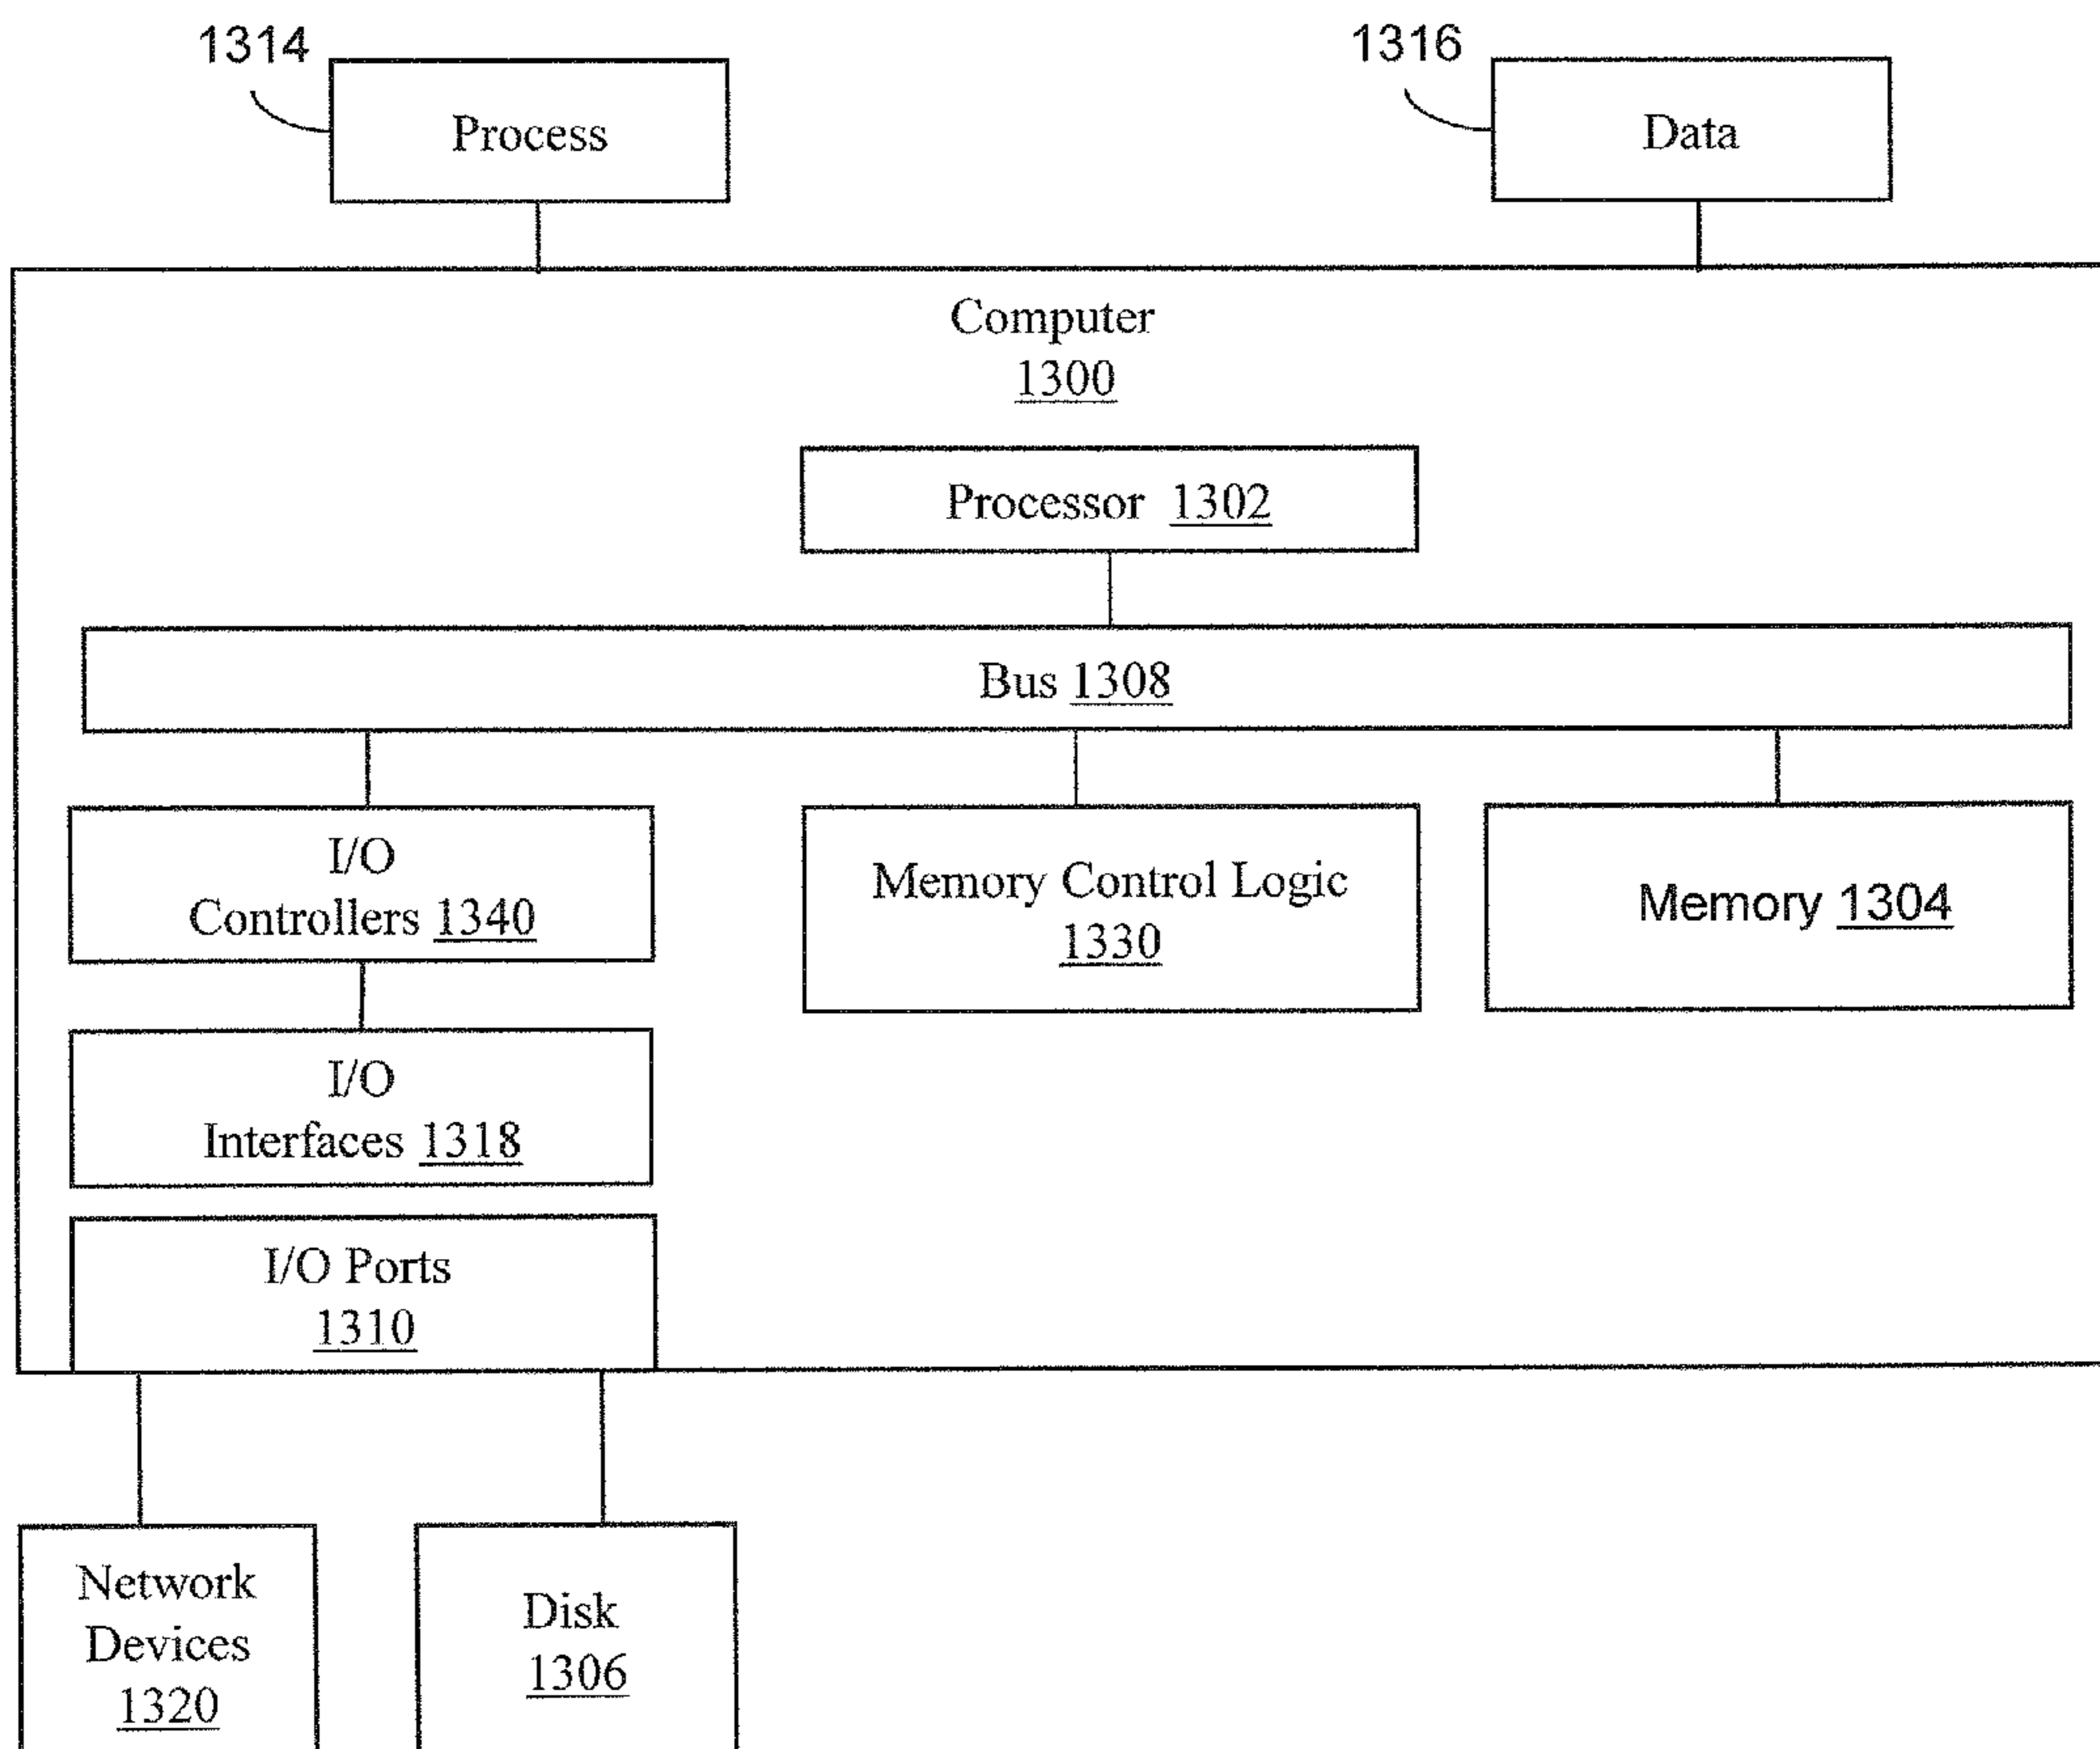 1314
Process
1316
Data
Computer
1300
Processor 1302
Bus 1308
I/O
Controllers 1340
Memory Control Logic
1330
Memory 1304
I/O
Interfaces 1318
I/O Ports
1310
Network
Devices
1320
Disk
1306